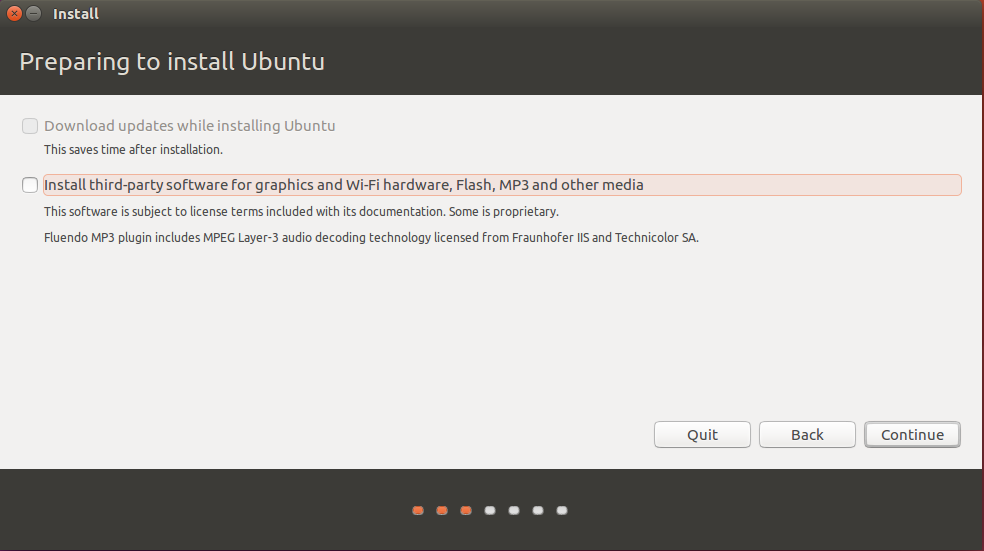 Install
Preparing to install Ubuntu
Download updates while installing Ubuntu
This saves time after installation.
Install third-party software for graphics and Wi-Fi hardware, Flash, MP3 and other media
This software is subject to license terms included with its documentation. Some is proprietary.
Fluendo MP3 plugin includes MPEG Layer-3 audio decoding technology licensed from Fraunhofer IIS and Technicolor SA.
Quit Back Continue